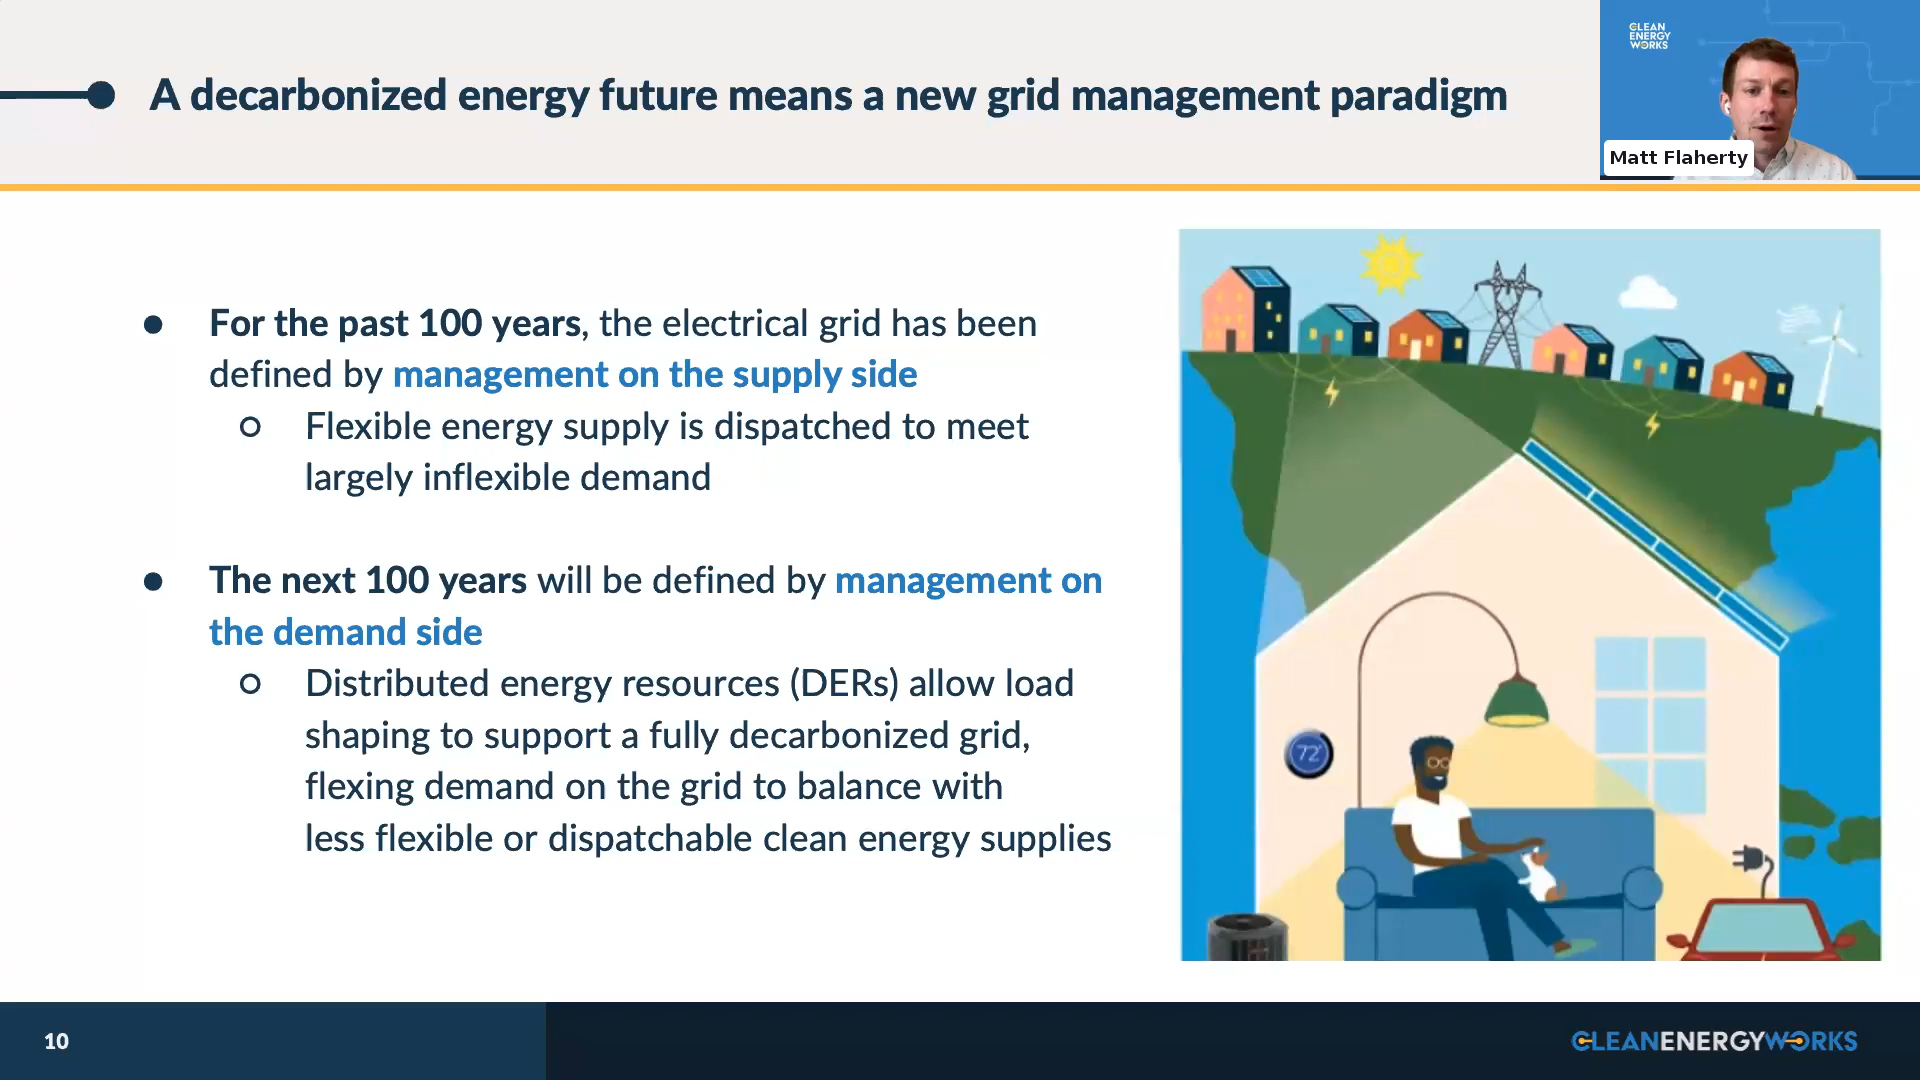 A decarbonized energy future means a new grid management paradigm
CLEAN
ENERGY
WORKS
Matt Flaherty
● For the past 100 years, the electrical grid has been
defined by management on the supply side
○ Flexible energy supply is dispatched to meet
largely inflexible demand
● The next 100 years will be defined by management on
the demand side
○ Distributed energy resources (DERs) allow load
shaping to support a fully decarbonized grid,
flexing demand on the grid to balance with
less flexible or dispatchable clean energy supplies
72°
10
CLEANENERGYWORKS